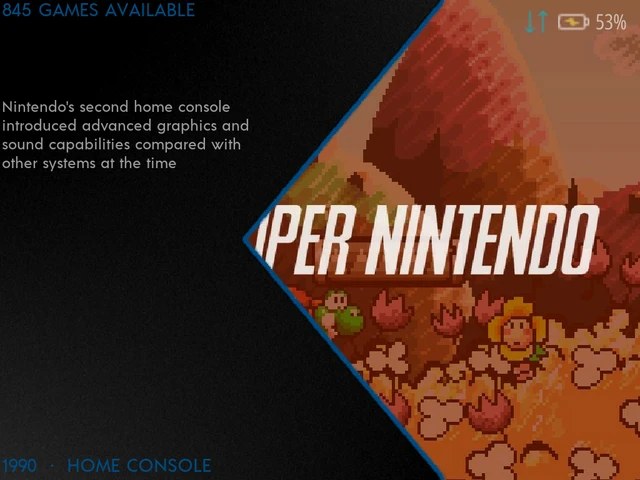 845 GAMES AVAILABLE
53%
Nintendo's second home console
introduced advanced graphics and
sound capabilities compared with
other systems at the time
UPER NINTENDO
1990 · HOME CONSOLE